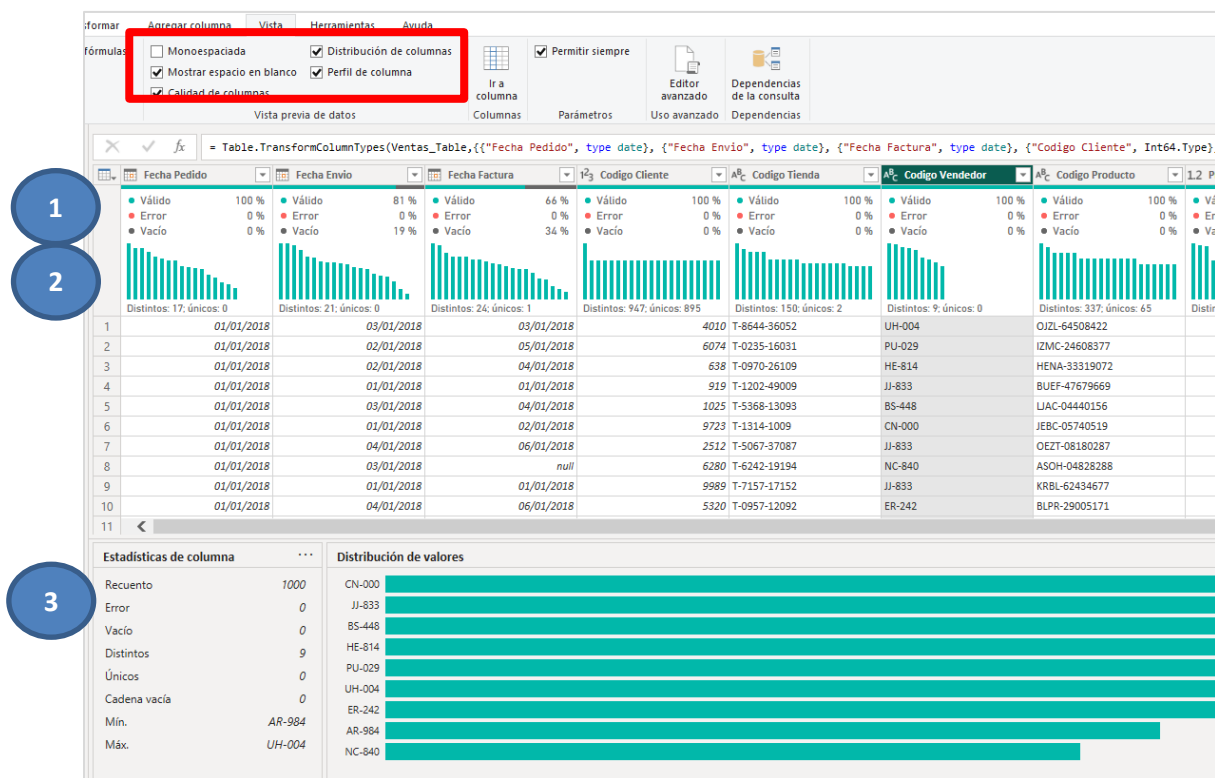 sformar Agregar columna Vista Herramientas Ayuda
fórmulas Monoespaciada Distribución de columnas Permitir siempre
Mostrar espacio en blanco Perfil de columna
Calidad de columnas
Ir a columna
Editor avanzado
Dependencias de la consulta
Vista previa de datos Columnas Parámetros Uso avanzado Dependencias
fx = Table.TransformColumnTypes(Ventas_Table,{{"Fecha Pedido", type date}, {"Fecha Envio", type date}, {"Fecha Factura", type date}, {"Codigo Cliente", Int64.Type}
Fecha Pedido Fecha Envio Fecha Factura 123 Codigo Cliente ABC Codigo Tienda ABC Codigo Vendedor ABC Codigo Producto 1.2 P
1
Válido 100 % Válido 81 % Válido 66 % Válido 100 % Válido 100 % Válido 100 % Válido 100 % Vá
Error 0 % Error 0 % Error 0 % Error 0 % Error 0 % Error 0 % Error 0 % Er
Vacío 0 % Vacío 19 % Vacío 34 % Vacío 0 % Vacío 0 % Vacío 0 % Vacío 0 % Va
2
Distintos: 17; únicos: 0 Distintos: 21; únicos: 0 Distintos: 24; únicos: 1 Distintos: 947; únicos: 895 Distintos: 150; únicos: 2 Distintos: 9; únicos: 0 Distintos: 337; únicos: 65 Distin
1 01/01/2018 03/01/2018 03/01/2018 4010 T-8644-36052 UH-004 OJZL-64508422
2 01/01/2018 02/01/2018 05/01/2018 6074 T-0235-16031 PU-029 IZMC-24608377
3 01/01/2018 02/01/2018 04/01/2018 638 T-0970-26109 HE-814 HENA-33319072
4 01/01/2018 01/01/2018 01/01/2018 919 T-1202-49009 JJ-833 BUEF-47679669
5 01/01/2018 03/01/2018 04/01/2018 1025 T-5368-13093 BS-448 LJAC-04440156
6 01/01/2018 01/01/2018 02/01/2018 9723 T-1314-1009 CN-000 JEBC-05740519
7 01/01/2018 04/01/2018 06/01/2018 2512 T-5067-37087 JJ-833 OEZT-08180287
8 01/01/2018 03/01/2018 null 6280 T-6242-19194 NC-840 ASOH-04828288
9 01/01/2018 01/01/2018 01/01/2018 9989 T-7157-17152 JJ-833 KRBL-62434677
10 01/01/2018 04/01/2018 06/01/2018 5320 T-0957-12092 ER-242 BLPR-29005171
11
Estadísticas de columna ...
3
Recuento 1000
Error 0
Vacío 0
Distintos 9
Únicos 0
Cadena vacía 0
Mín. AR-984
Máx. UH-004
Distribución de valores
CN-000
JJ-833
BS-448
HE-814
PU-029
UH-004
ER-242
AR-984
NC-840